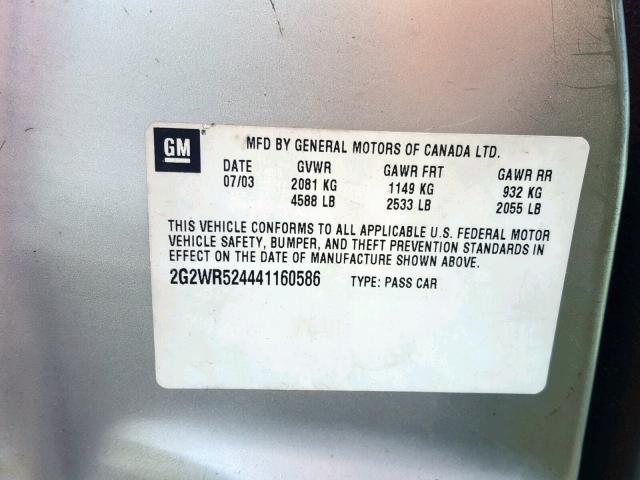 GM ® MFD BY GENERAL MOTORS OF CANADA LTD.
DATE GVWR GAWR FRT GAWR RR
07/03 2081 KG 1149 KG 932 KG
4588 LB 2533 LB 2055 LB
THIS VEHICLE CONFORMS TO ALL APPLICABLE U.S. FEDERAL MOTOR
VEHICLE SAFETY, BUMPER, AND THEFT PREVENTION STANDARDS IN
EFFECT ON THE DATE OF MANUFACTURE SHOWN ABOVE.
2G2WR524441160586 TYPE: PASS CAR